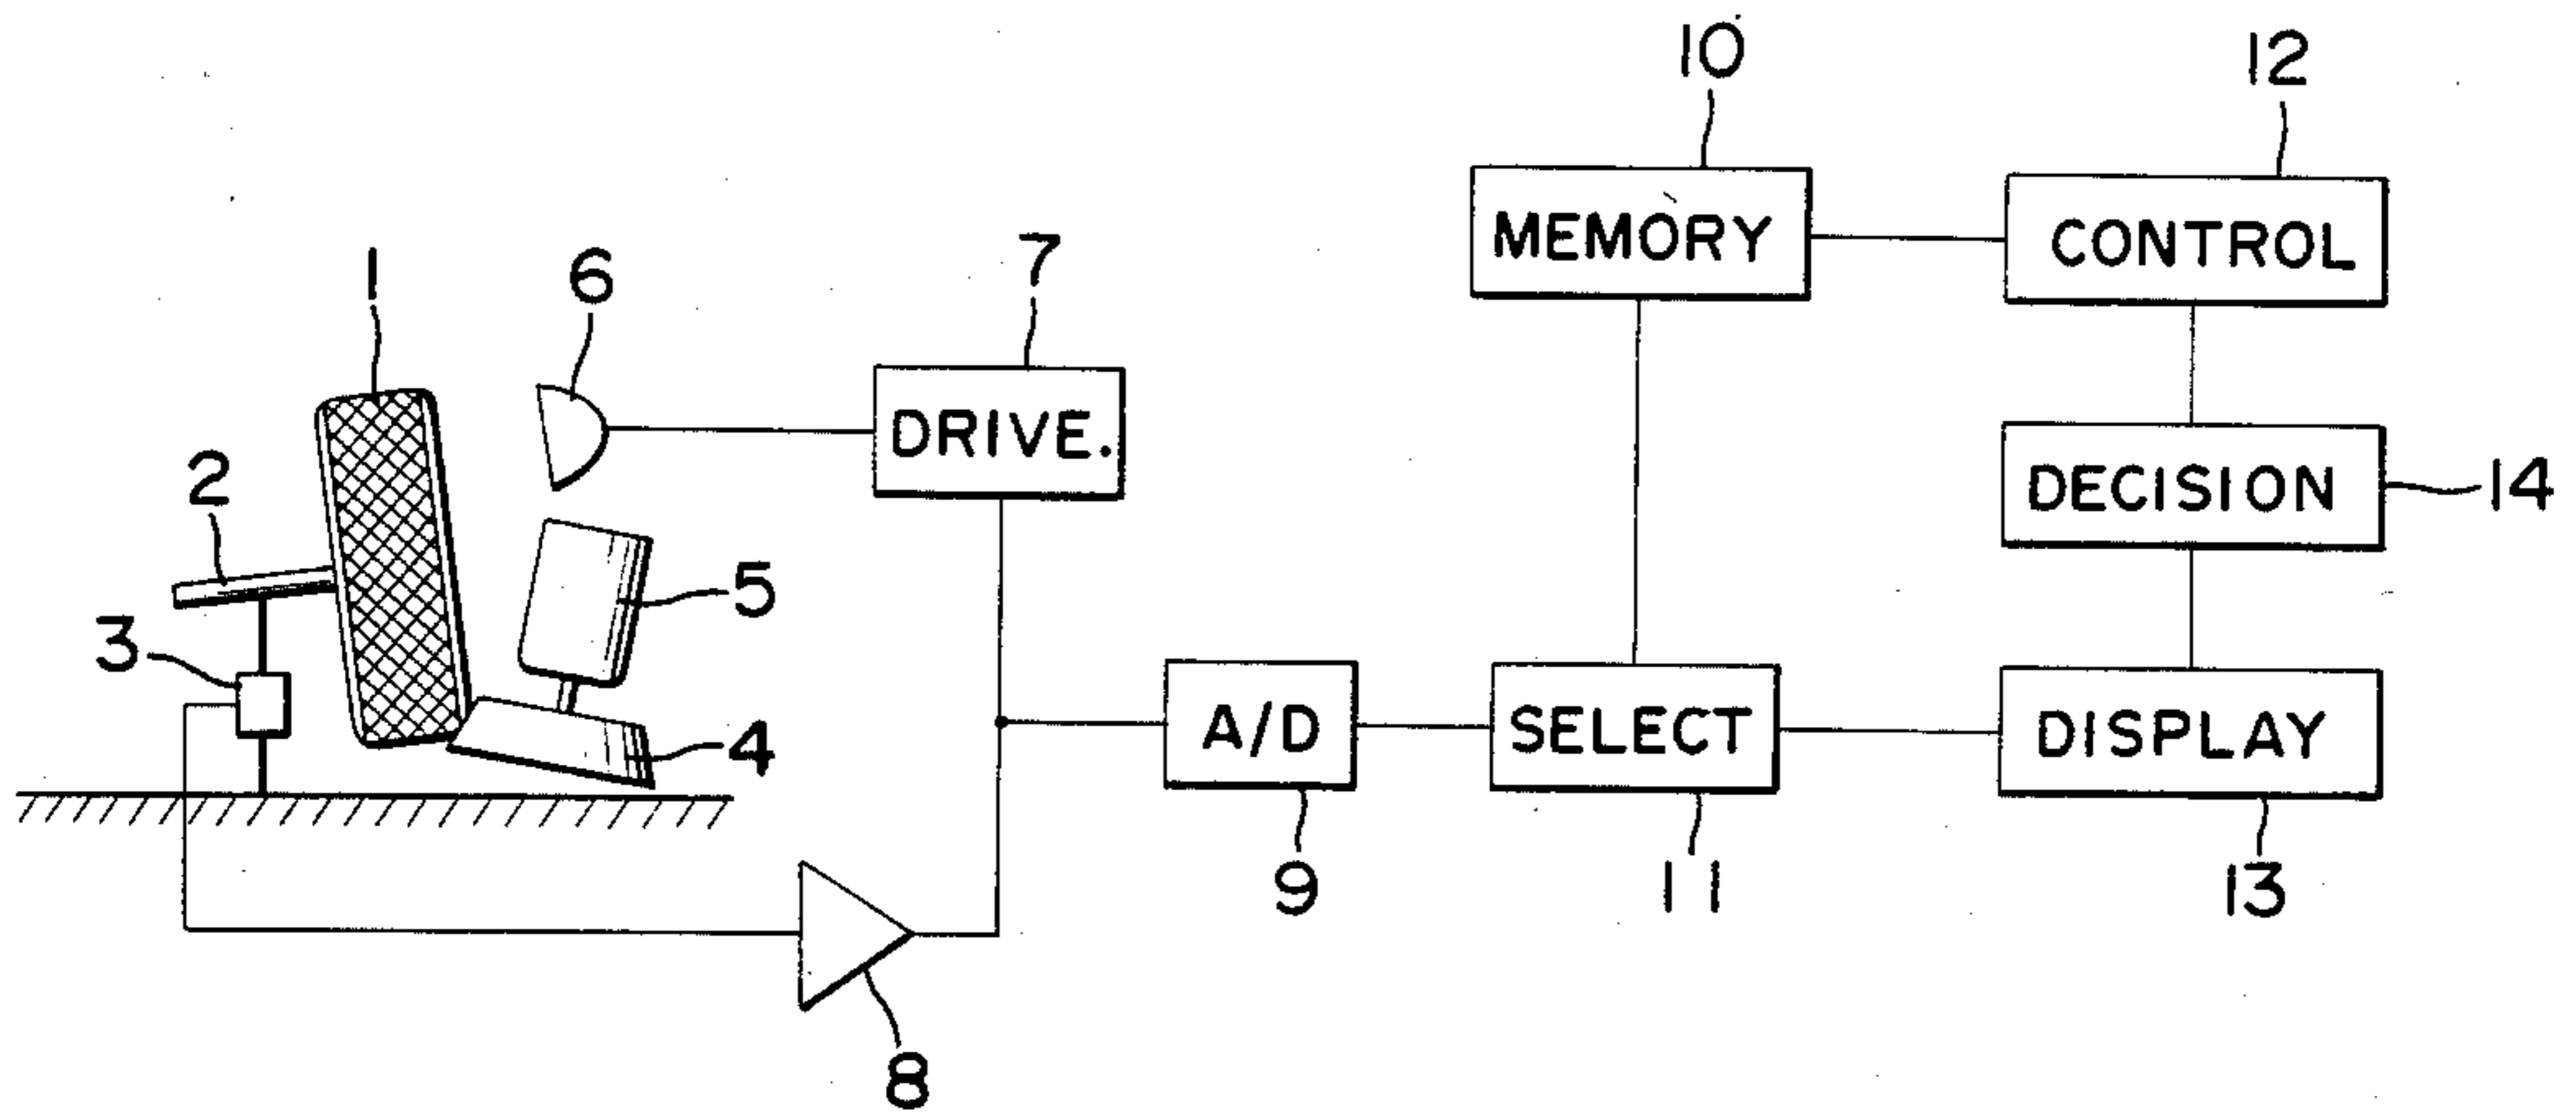 10
12
MEMORY
CONTROL
1
6
7
DRIVE.
2
DECISION
14
5
3
4
A/D
SELECT
DISPLAY
9
11
13
8